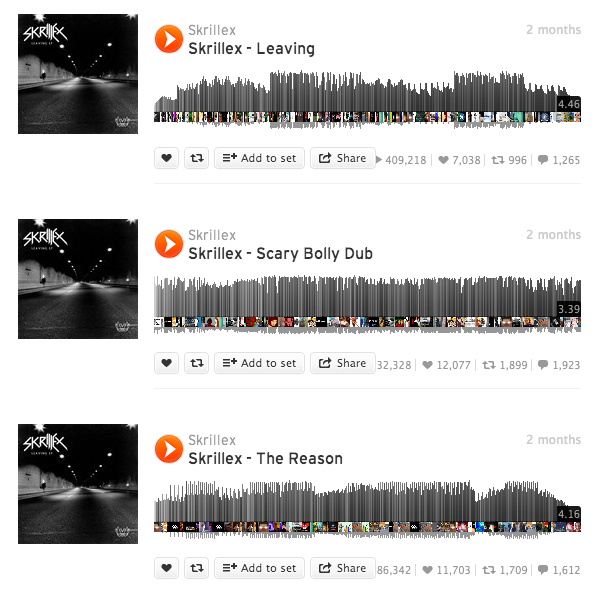 SKRILLEX
LEAVING EP
Skrillex
2 months
Skrillex - Leaving
4.46
Add to set
Share
409,218
7,038
996
1,265
SKRILLEX
LEAVING EP
Skrillex
2 months
Skrillex - Scary Bolly Dub
3.39
Add to set
Share
32,328
12,077
1,899
1,923
SKRILLEX
LEAVING EP
Skrillex
2 months
Skrillex - The Reason
4.16
Add to set
Share
86,342
11,703
1,709
1,612